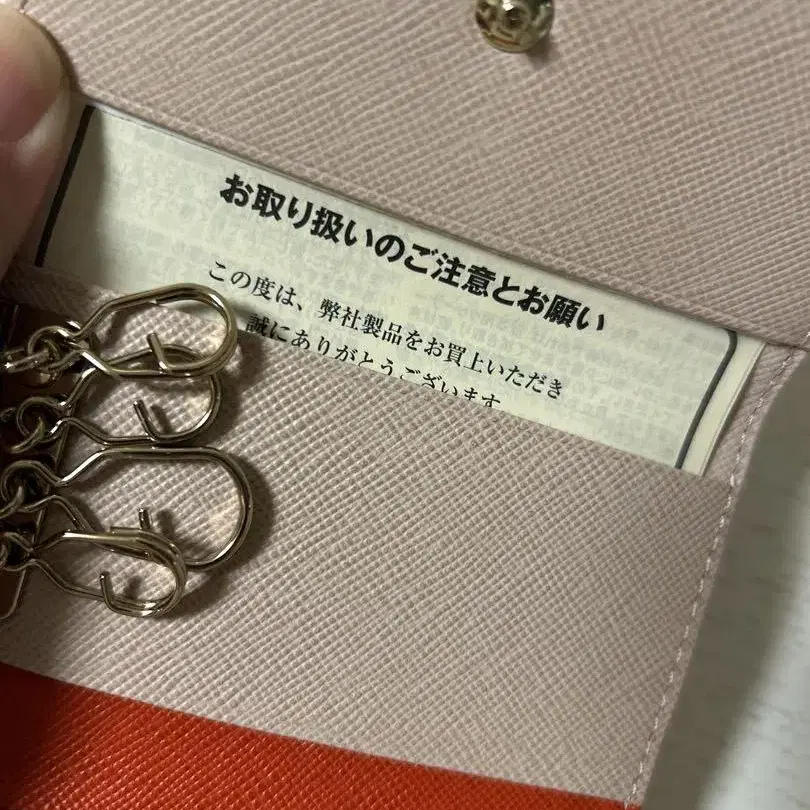 お取り扱いのご注意とお願い
この度は、弊社製品をお買上いただき
誠にありがとうございます